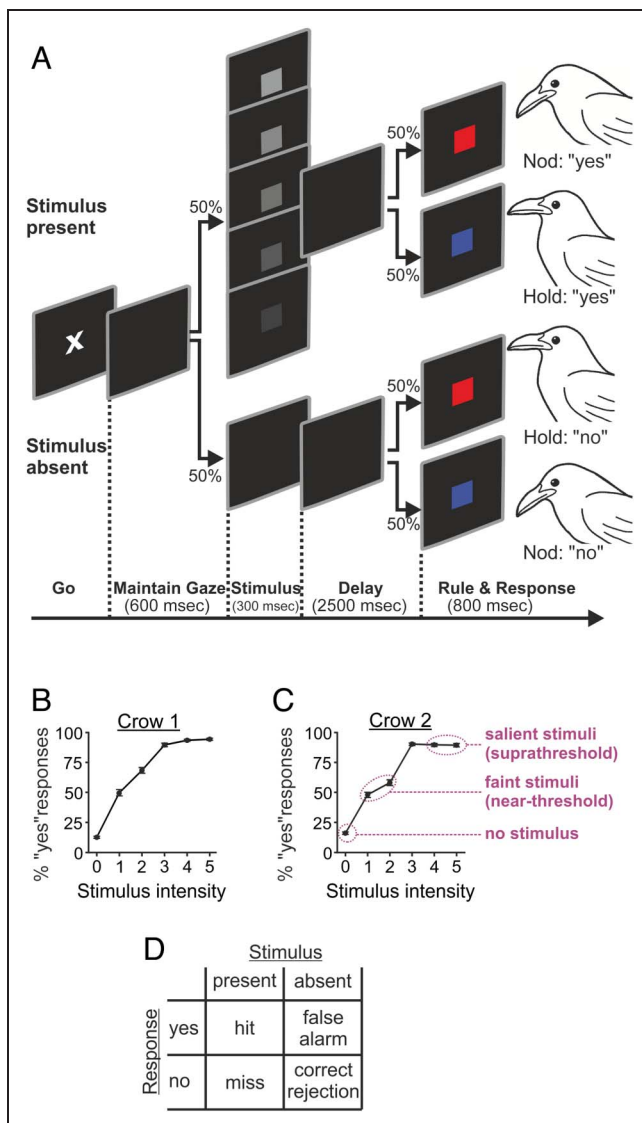 A
Stimulus
present
50%
50%
Nod: "yes"
50%
Hold: "yes"
x
Stimulus
absent
50%
50%
Hold: "no"
50%
Nod: "no"
Go
Maintain Gaze
(600 msec)
Stimulus
(300 msec)
Delay
(2500 msec)
Rule & Response
(800 msec)
B
Crow 1
% "yes"responses
100
75
50
25
0
0 1 2 3 4 5
Stimulus intensity
C
Crow 2
% "yes"responses
100
75
50
25
0
0 1 2 3 4 5
Stimulus intensity
salient stimuli
(suprathreshold)
faint stimuli
(near-threshold)
no stimulus
D
Stimulus
present absent
Response
yes hit false
alarm
no miss correct
rejection